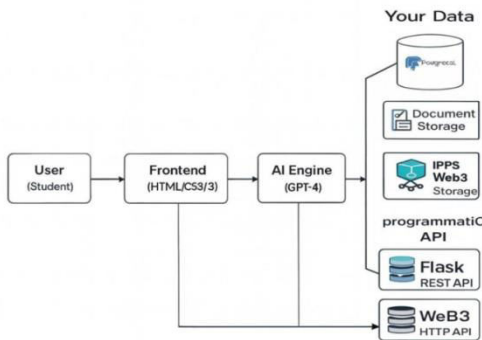 Your Data
PowgrecaL
Document
Storage
IPPS
Web3
Storage
User
(Student)
Frontend
(HTML/CS3/3)
AI Engine
(GPT-4)
programmatiC
API
Flask
REST API
WeB3
HTTP API